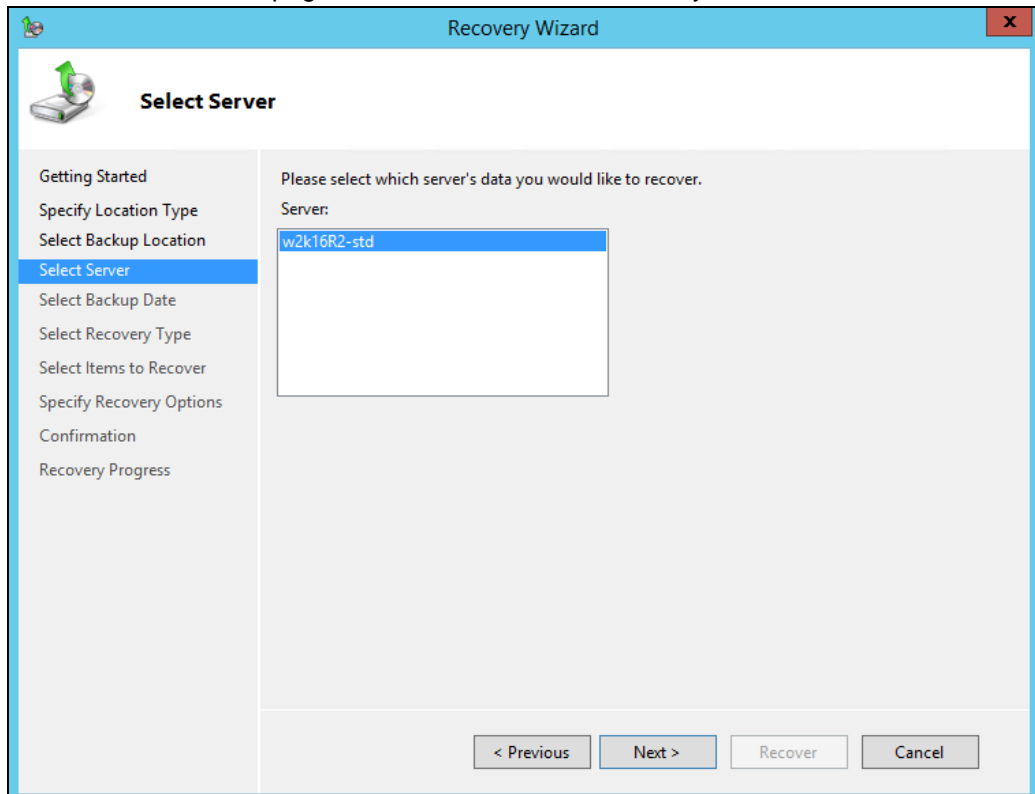 Recovery Wizard
x
Select Server
Getting Started
Specify Location Type
Select Backup Location
Select Server
Select Backup Date
Select Recovery Type
Select Items to Recover
Specify Recovery Options
Confirmation
Recovery Progress
Please select which server's data you would like to recover.
Server:
w2k16R2-std
< Previous
Next >
Recover
Cancel